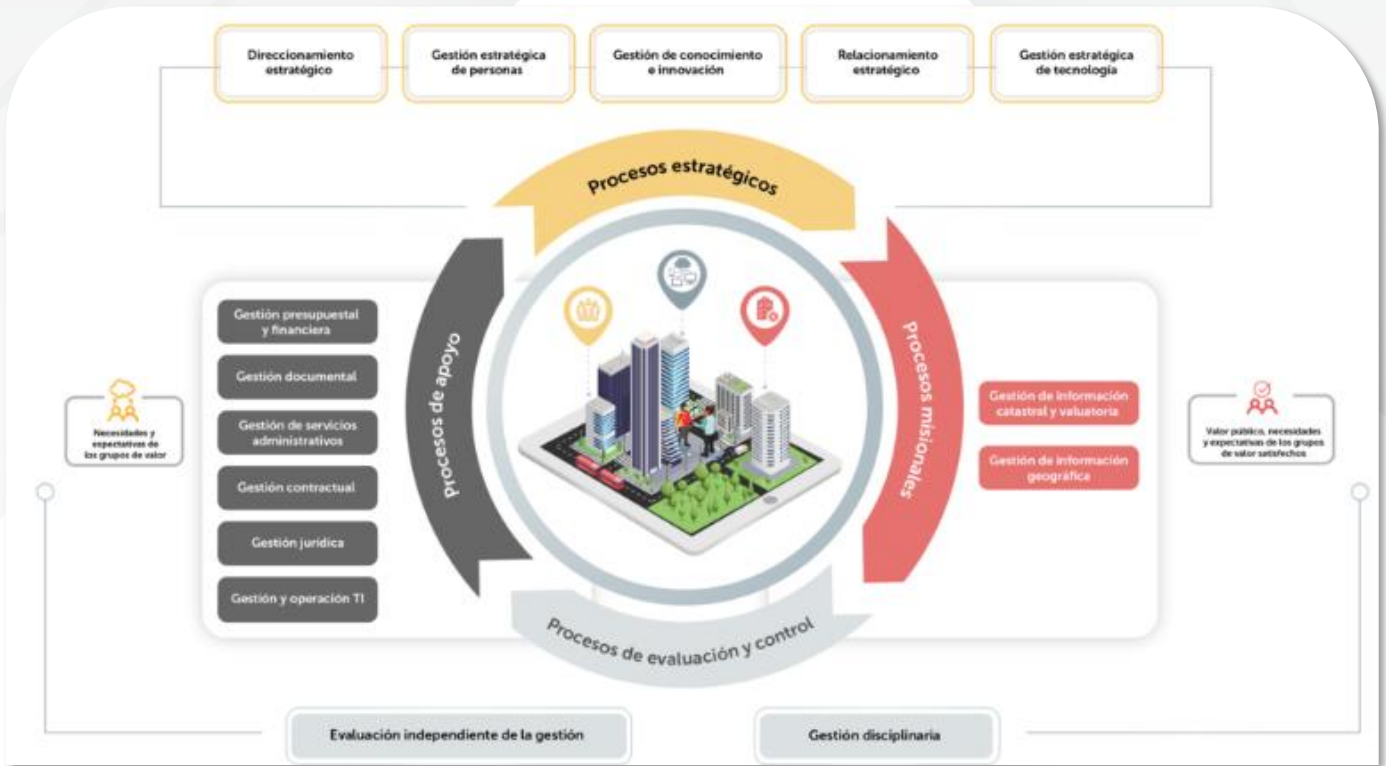 Direccionamiento
estratégico
Gestión estratégica
de personas
Gestión de conocimiento
e innovación
Relacionamiento
estratégico
Gestión estratégica
de tecnología
Procesos estratégicos
Procesos de apoyo
Procesos misionales
Procesos de evaluación y control
Necesidades y
expectativas de
los grupos de valor
Gestión presupuestal
y financiera
Gestión documental
Gestión de servicios
administrativos
Gestión contractual
Gestión jurídica
Gestión y operación TI
Gestión de información
catastral y valuatoria
Gestión de información
geográfica
Valor público, necesidades
y expectativas de los grupos
de valor satisfechos
Evaluación independiente de la gestión
Gestión disciplinaria